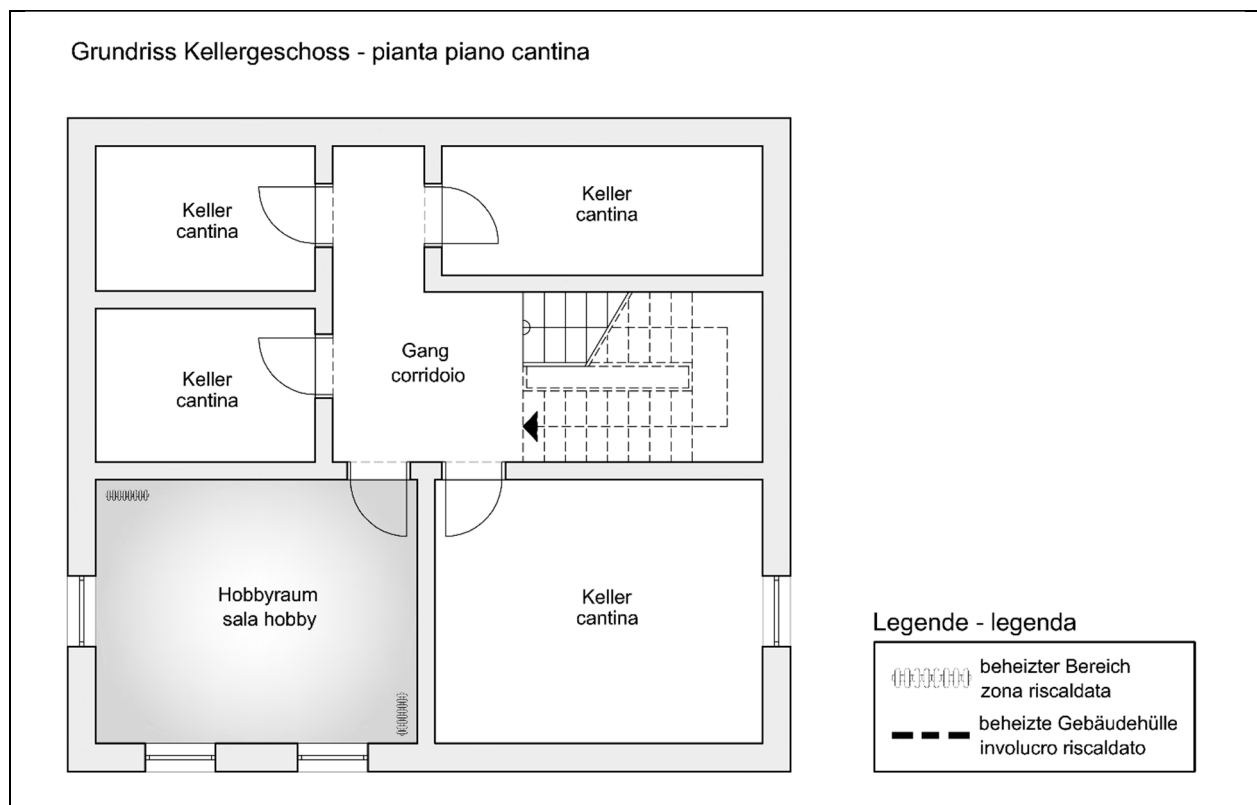 Grundriss Kellergeschoss - pianta piano cantina
Keller
cantina
Keller
cantina
Keller
cantina
Gang
corridoio
Hobbyraum
sala hobby
Keller
cantina
Legende - legenda
beheizter Bereich
zona riscaldata
beheizte Gebäudehülle
involucro riscaldato